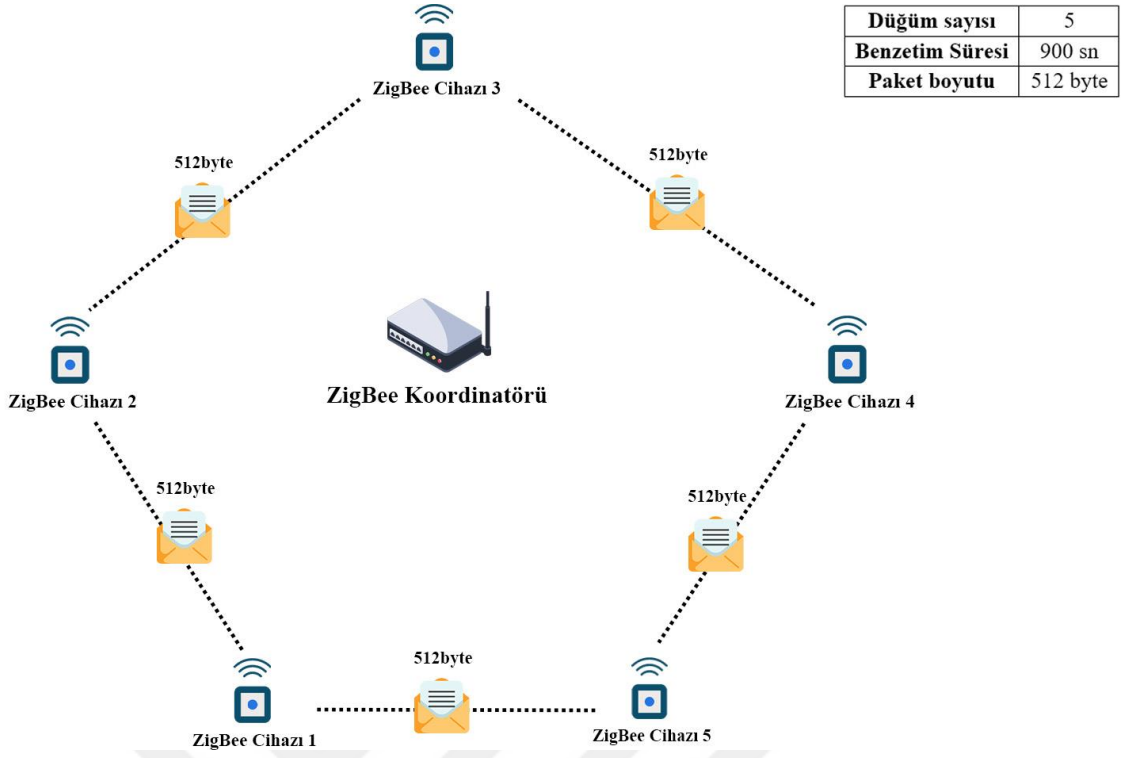 Düğüm sayısı 5
Benzetim Süresi 900 sn
Paket boyutu 512 byte
ZigBee Cihazı 3
512byte
512byte
ZigBee Cihazı 2
ZigBee Koordinatörü
ZigBee Cihazı 4
512byte
512byte
512byte
ZigBee Cihazı 1
ZigBee Cihazı 5